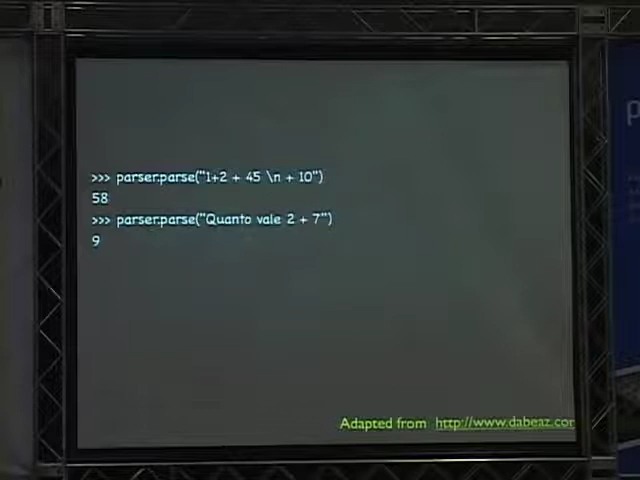 >>> parser.parse("1+2 + 45 \n + 10")
58
>>> parser.parse("Quanto vale 2 + 7")
9
Adapted from http://www.dabeaz.com
p